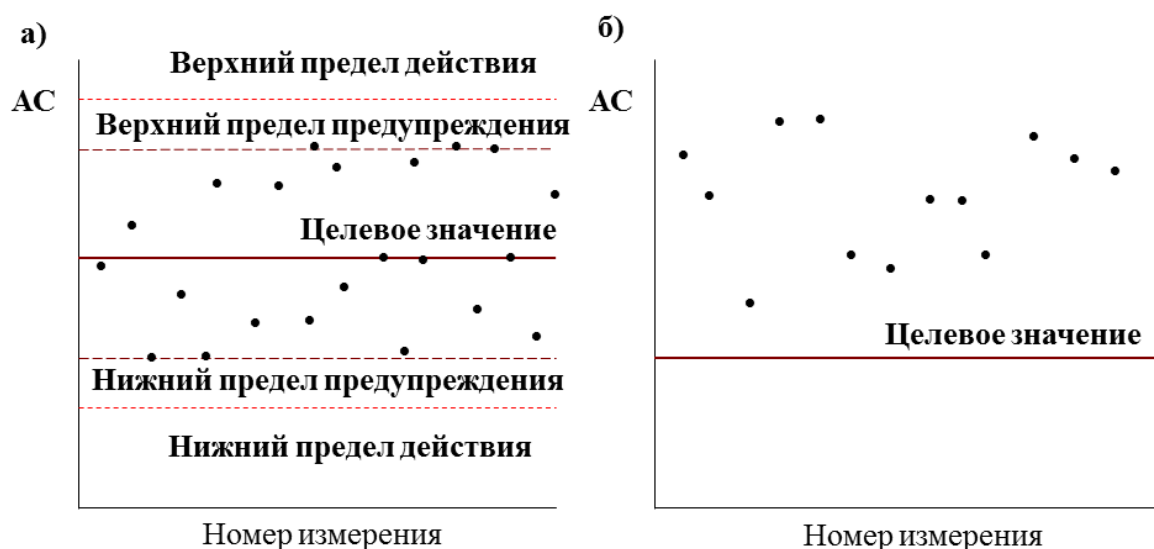 а)
Верхний предел действия
АС
Верхний предел предупреждения
Целевое значение
Нижний предел предупреждения
Нижний предел действия
Номер измерения
б)
АС
Целевое значение
Номер измерения